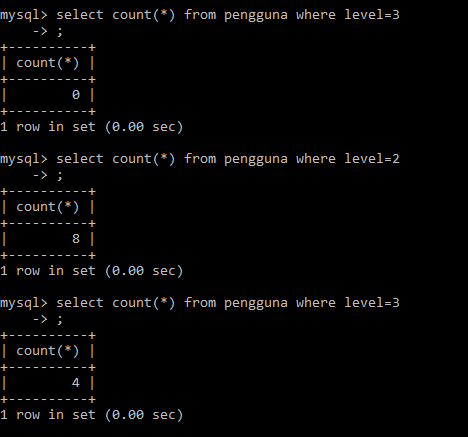 mysql> select count(*) from pengguna where level=3
    -> ;
+----------+
| count(*) |
+----------+
|        0 |
+----------+
1 row in set (0.00 sec)

mysql> select count(*) from pengguna where level=2
    -> ;
+----------+
| count(*) |
+----------+
|        8 |
+----------+
1 row in set (0.00 sec)

mysql> select count(*) from pengguna where level=3
    -> ;
+----------+
| count(*) |
+----------+
|        4 |
+----------+
1 row in set (0.00 sec)